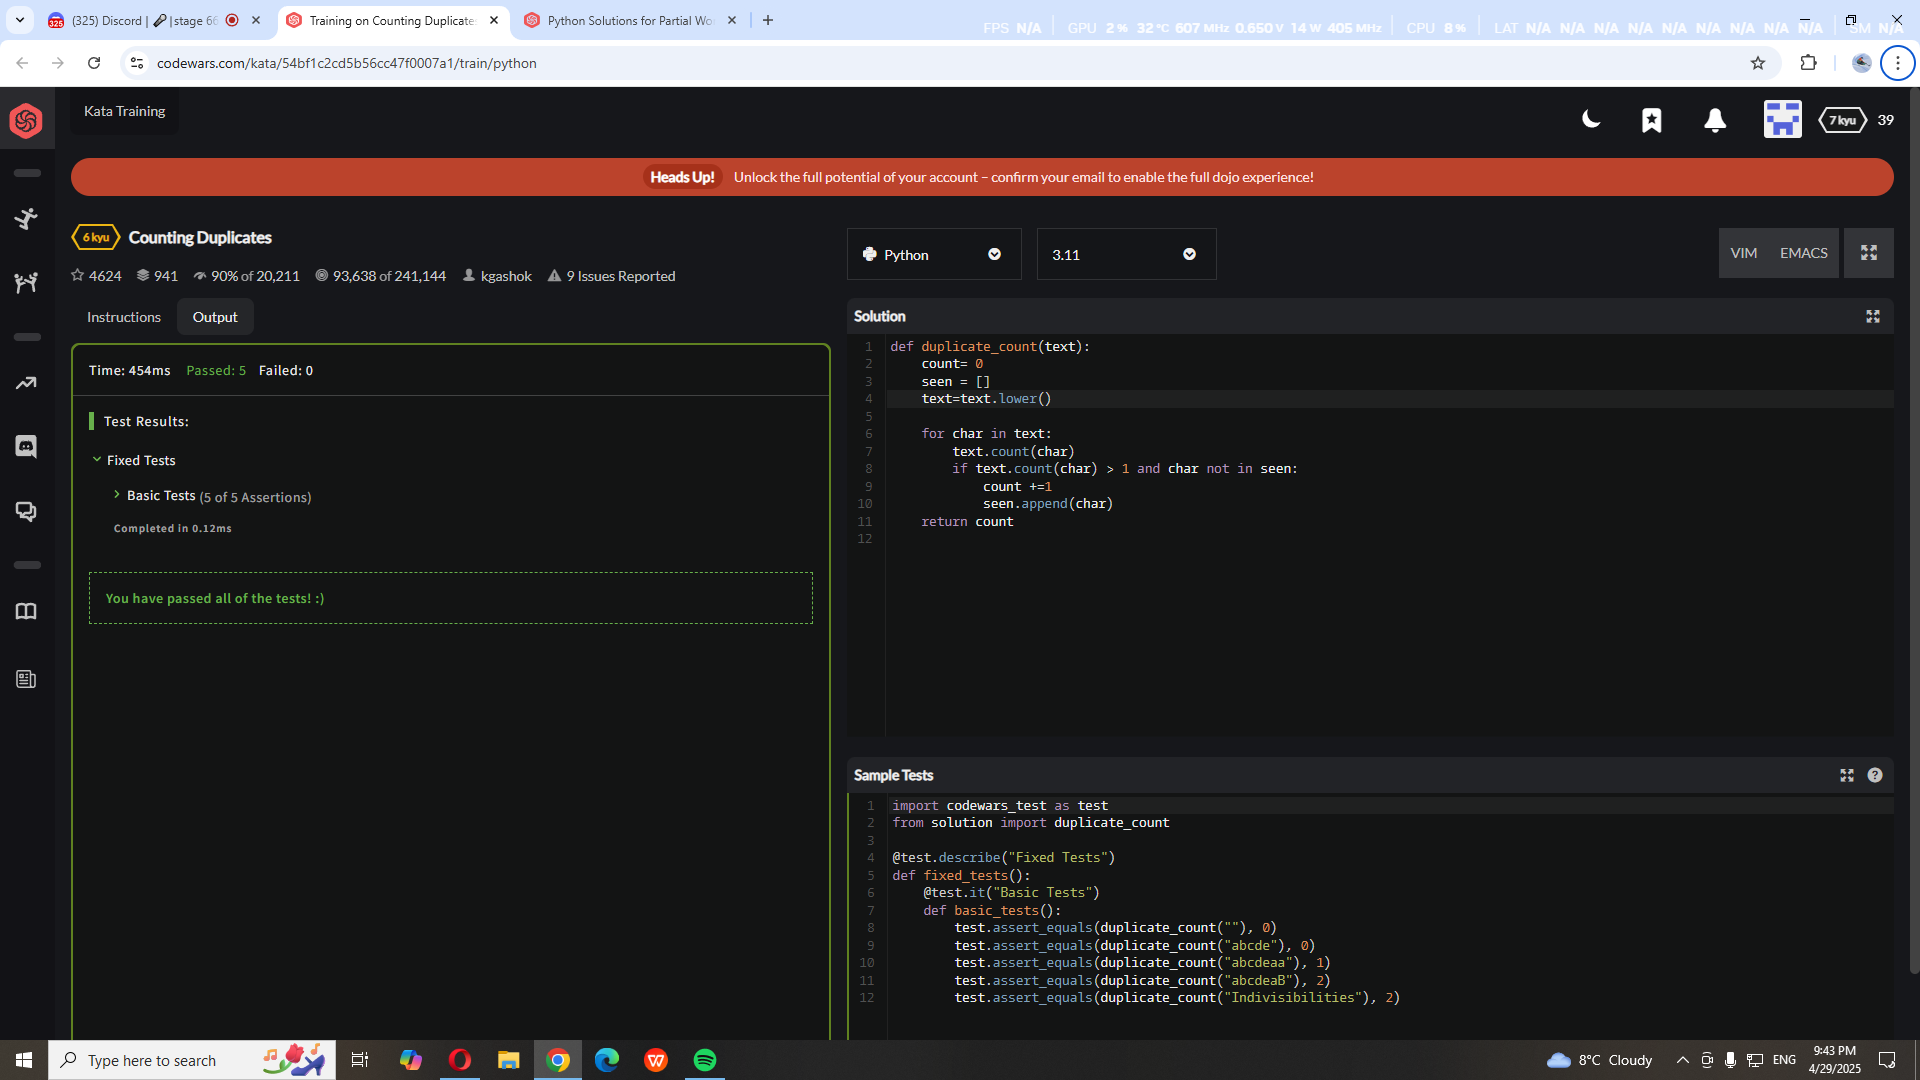 (325) Discord | 🎤|stage 66
Training on Counting Duplicates
Python Solutions for Partial Wo
FPS N/A GPU 2 % 32 °C 607 MHz 0.650 V 14 W 405 MHz CPU 8 % LAT N/A N/A N/A N/A N/A N/A N/A N/A N/A SM N/A
codewars.com/kata/54bf1c2cd5b56cc47f0007a1/train/python
Kata Training
7 kyu 39
Heads Up! Unlock the full potential of your account – confirm your email to enable the full dojo experience!
6 kyu Counting Duplicates
4624 941 90% of 20,211 93,638 of 241,144 kgashok 9 Issues Reported
Python
3.11
VIM EMACS
Instructions Output
Time: 454ms Passed: 5 Failed: 0
Test Results:
Fixed Tests
Basic Tests (5 of 5 Assertions)
Completed in 0.12ms
You have passed all of the tests! :)
Solution
1 def duplicate_count(text):
2     count= 0
3     seen = []
4     text=text.lower()
5
6     for char in text:
7         text.count(char)
8         if text.count(char) > 1 and char not in seen:
9             count +=1
10             seen.append(char)
11     return count
12
Sample Tests
1 import codewars_test as test
2 from solution import duplicate_count
3
4 @test.describe("Fixed Tests")
5 def fixed_tests():
6     @test.it("Basic Tests")
7     def basic_tests():
8         test.assert_equals(duplicate_count(""), 0)
9         test.assert_equals(duplicate_count("abcde"), 0)
10         test.assert_equals(duplicate_count("abcdeaa"), 1)
11         test.assert_equals(duplicate_count("abcdeaB"), 2)
12         test.assert_equals(duplicate_count("Indivisibilities"), 2)
Type here to search
8°C Cloudy
ENG
9:43 PM
4/29/2025